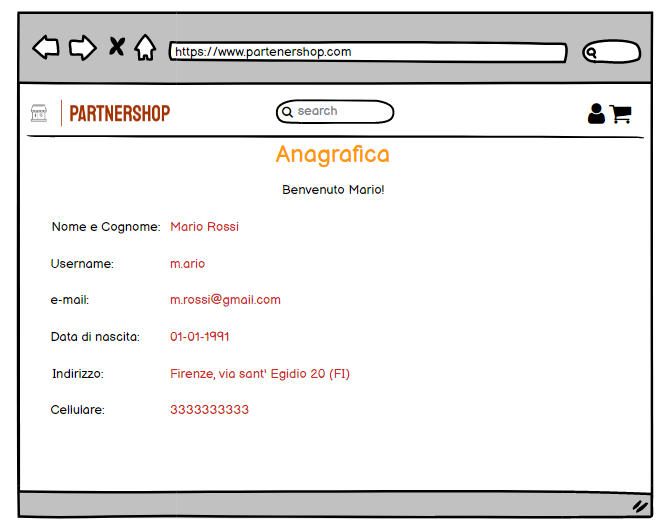 https://www.partenershop.com
PARTNERSHOP
search
Anagrafica
Benvenuto Mario!
Nome e Cognome: Mario Rossi
Username: m.ario
e-mail: m.rossi@gmail.com
Data di nascita: 01-01-1991
Indirizzo: Firenze, via sant' Egidio 20 (FI)
Cellulare: 3333333333